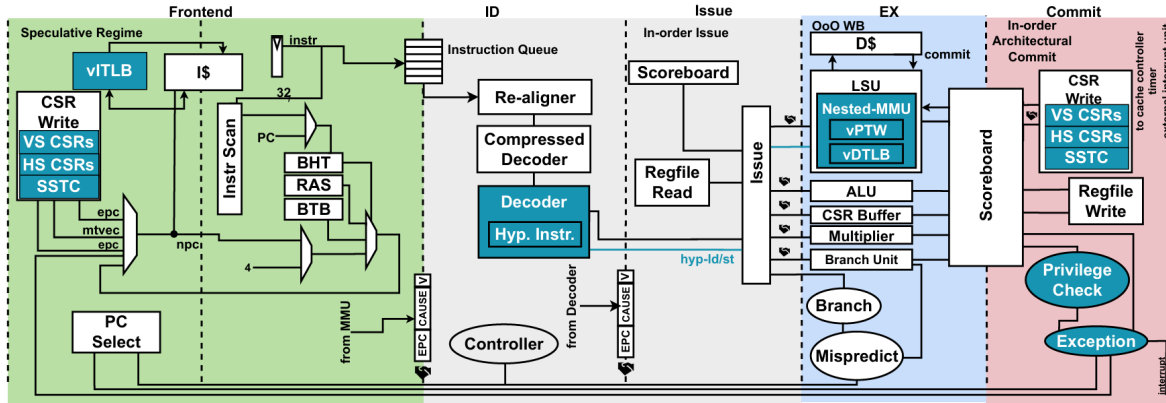 Frontend
ID
Issue
EX
Commit
Speculative Regime
vITLB
I$
CSR
Write
VS CSRs
HS CSRs
SSTC
instr
32,
Instr Scan
PC
BHT
RAS
BTB
epc
mtvec
epc
npc
4
PC
Select
Instruction Queue
Re-aligner
Compressed
Decoder
Decoder
Hyp. Instr.
hyp-ld/st
from MMU
EPC CAUSE V
Controller
from Decoder
EPC CAUSE V
In-order Issue
Scoreboard
Regfile
Read
Issue
OoO WB
D$
commit
LSU
Nested-MMU
vPTW
vDTLB
ALU
CSR Buffer
Multiplier
Branch Unit
Branch
Mispredict
Scoreboard
In-order
Architectural
Commit
CSR
Write
VS CSRs
HS CSRs
SSTC
Regfile
Write
Privilege
Check
Exception
to cache controller
timer
interrupt